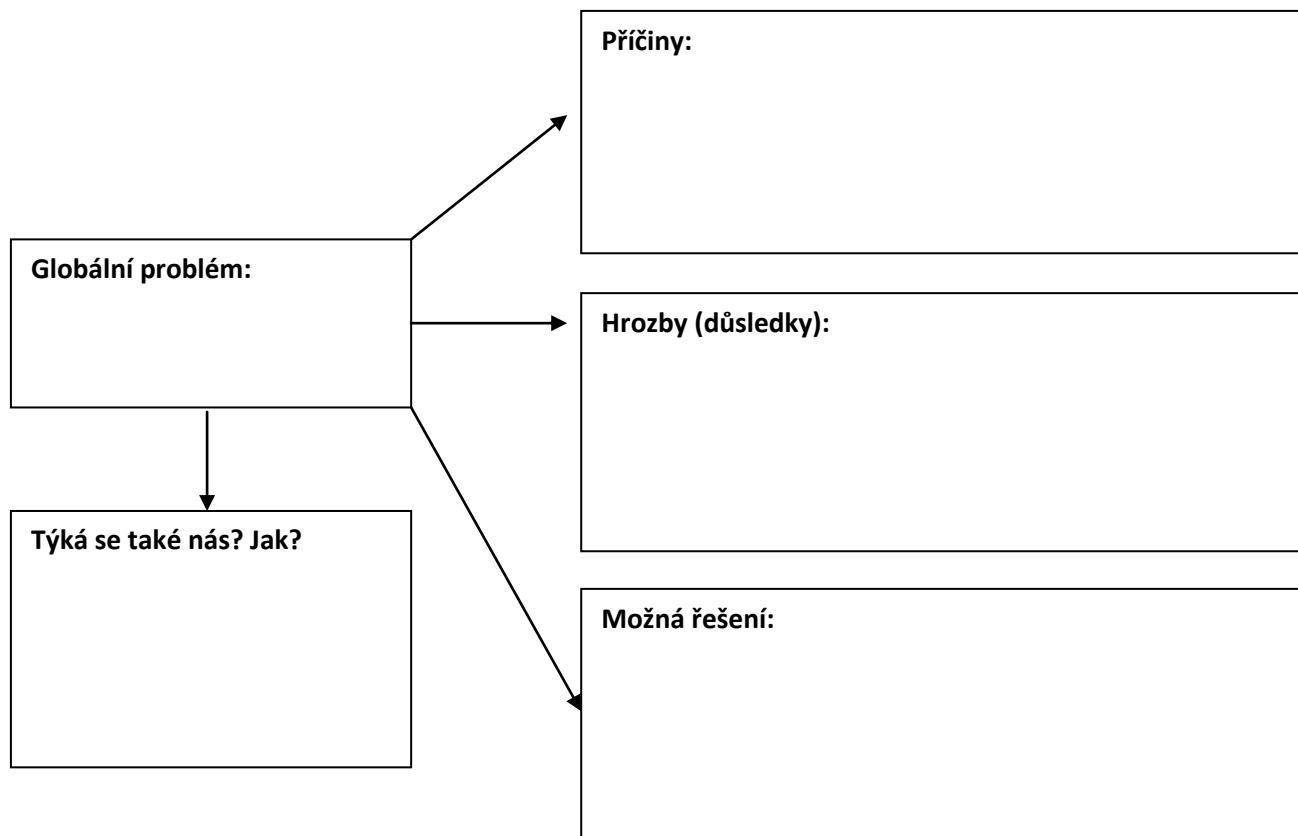 Příčiny:
Globální problém:
Hrozby (důsledky):
Týká se také nás? Jak?
Možná řešení: